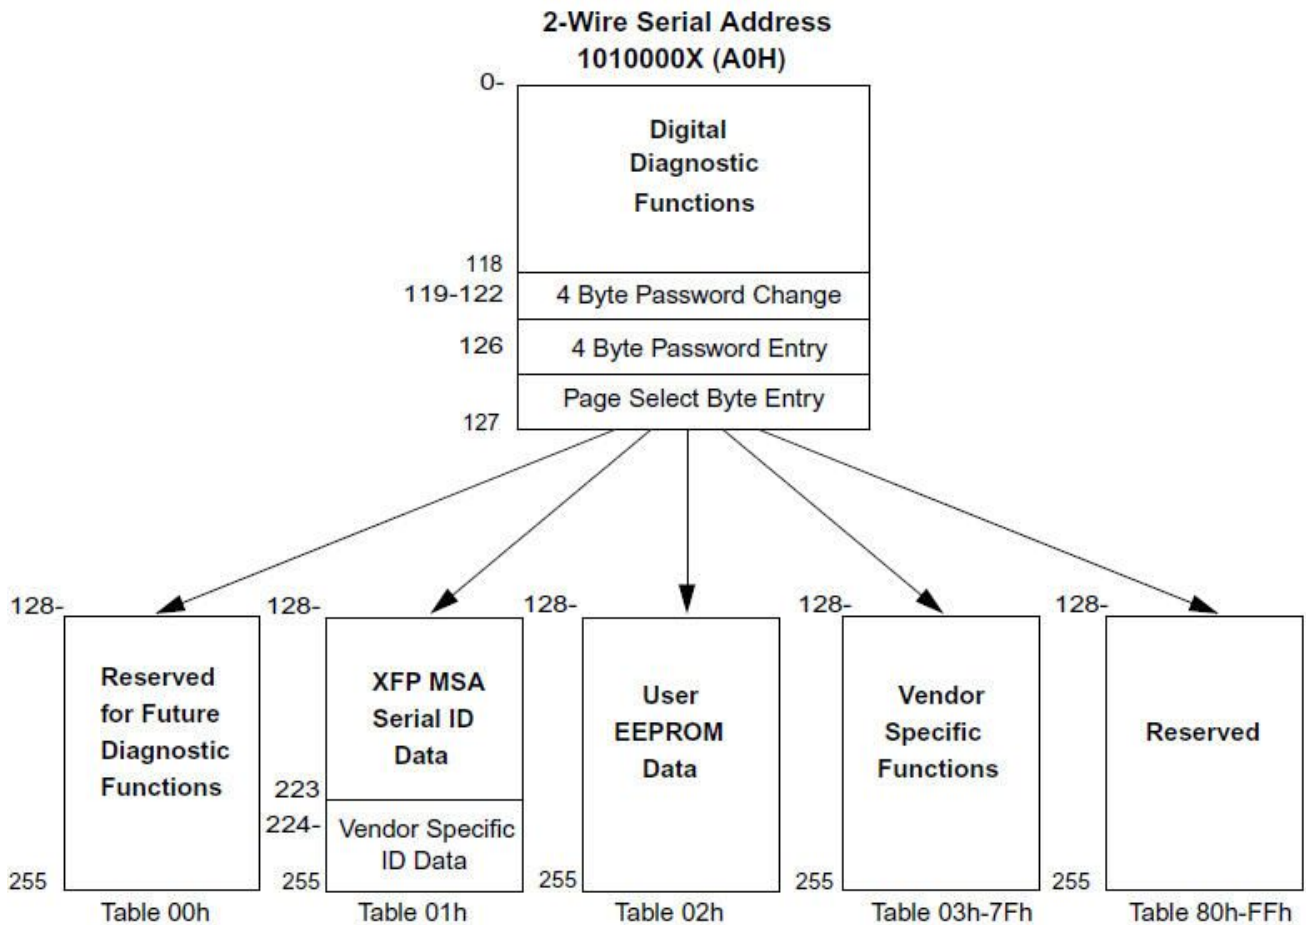 2-Wire Serial Address
1010000X (A0H)
0-
Digital
Diagnostic
Functions
118
119-122
4 Byte Password Change
126
4 Byte Password Entry
Page Select Byte Entry
127
128-
128-
128-
128-
128-
Reserved
for Future
Diagnostic
Functions
255
Table 00h
XFP MSA
Serial ID
Data
223
224-
Vendor Specific
ID Data
255
Table 01h
User
EEPROM
Data
255
Table 02h
Vendor
Specific
Functions
255
Table 03h-7Fh
Reserved
255
Table 80h-FFh